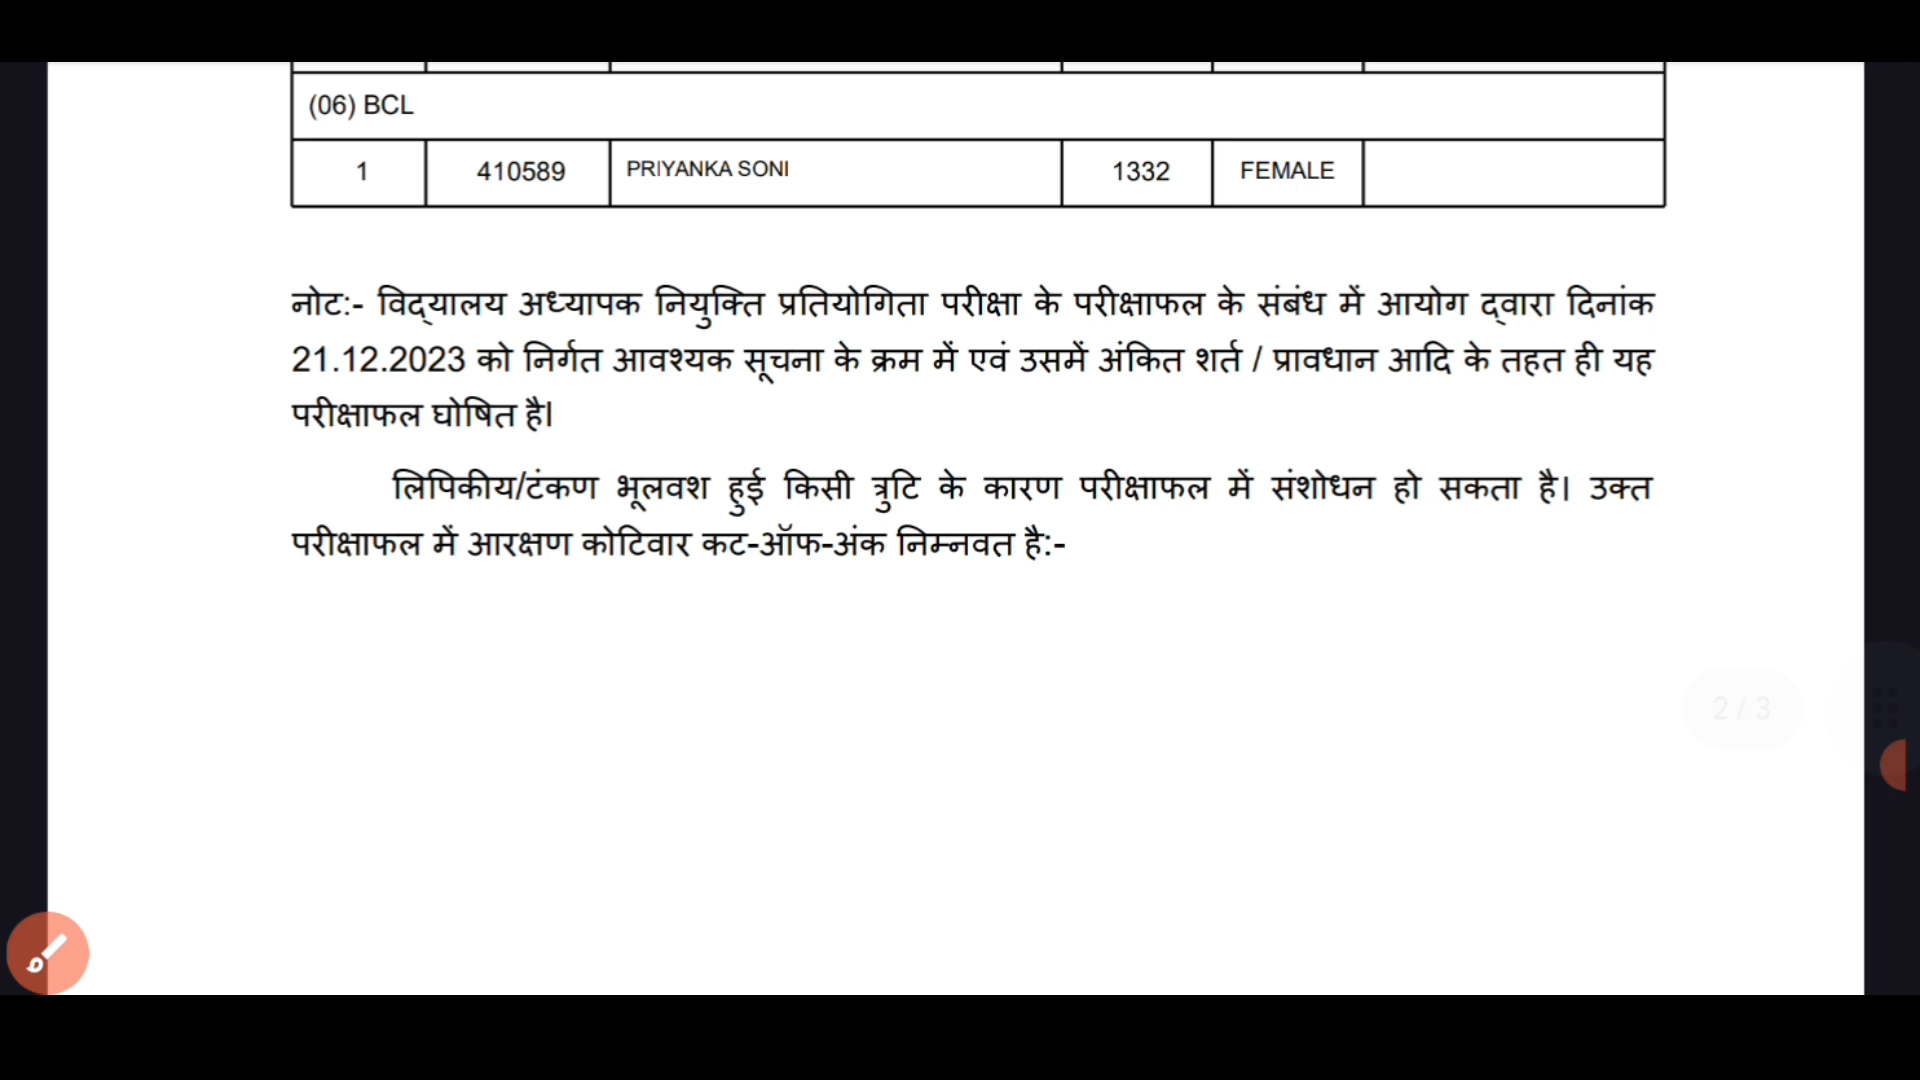 (06) BCL
1 410589 PRIYANKA SONI 1332 FEMALE
नोट:- विद्यालय अध्यापक नियुक्ति प्रतियोगिता परीक्षा के परीक्षाफल के संबंध में आयोग द्वारा दिनांक
21.12.2023 को निर्गत आवश्यक सूचना के क्रम में एवं उसमें अंकित शर्त / प्रावधान आदि के तहत ही यह
परीक्षाफल घोषित है।
लिपिकीय/टंकण भूलवश हुई किसी त्रुटि के कारण परीक्षाफल में संशोधन हो सकता है। उक्त
परीक्षाफल में आरक्षण कोटिवार कट-ऑफ-अंक निम्नवत है:-
2 / 3